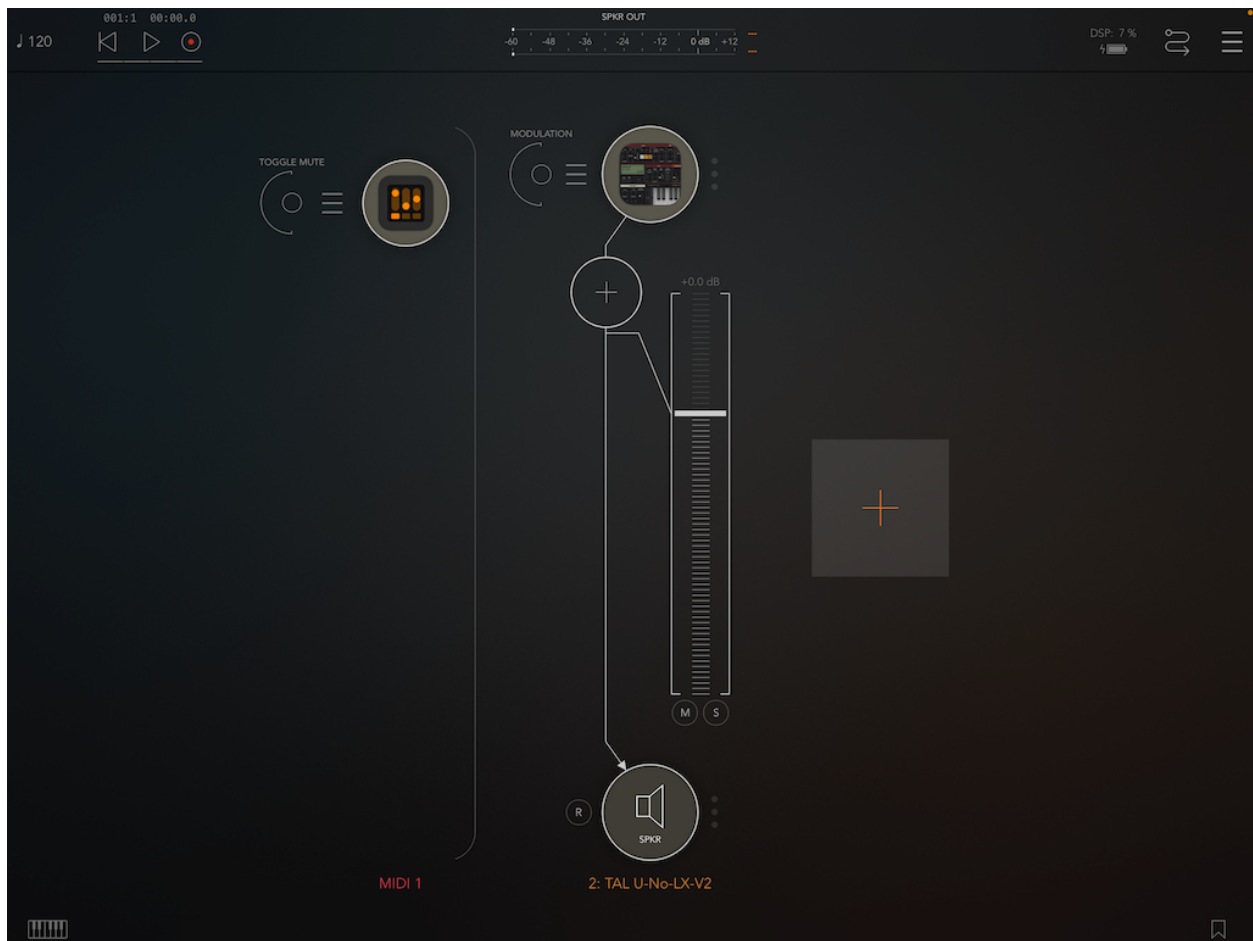 001:1 00:00.0
SPKR OUT
♩ 120
-60 -48 -36 -24 -12 0 dB +12
DSP: 7 %
MODULATION
TOGGLE MUTE
+0.0 dB
M S
R
SPKR
MIDI 1
2: TAL U-No-LX-V2